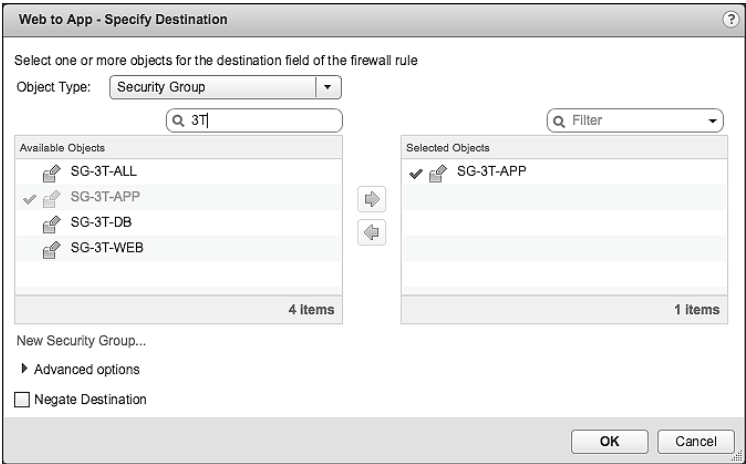 Web to App - Specify Destination
?
Select one or more objects for the destination field of the firewall rule
Object Type: Security Group
3T
Filter
Available Objects
SG-3T-ALL
SG-3T-APP
SG-3T-DB
SG-3T-WEB
4 items
Selected Objects
SG-3T-APP
1 items
New Security Group...
Advanced options
Negate Destination
OK
Cancel